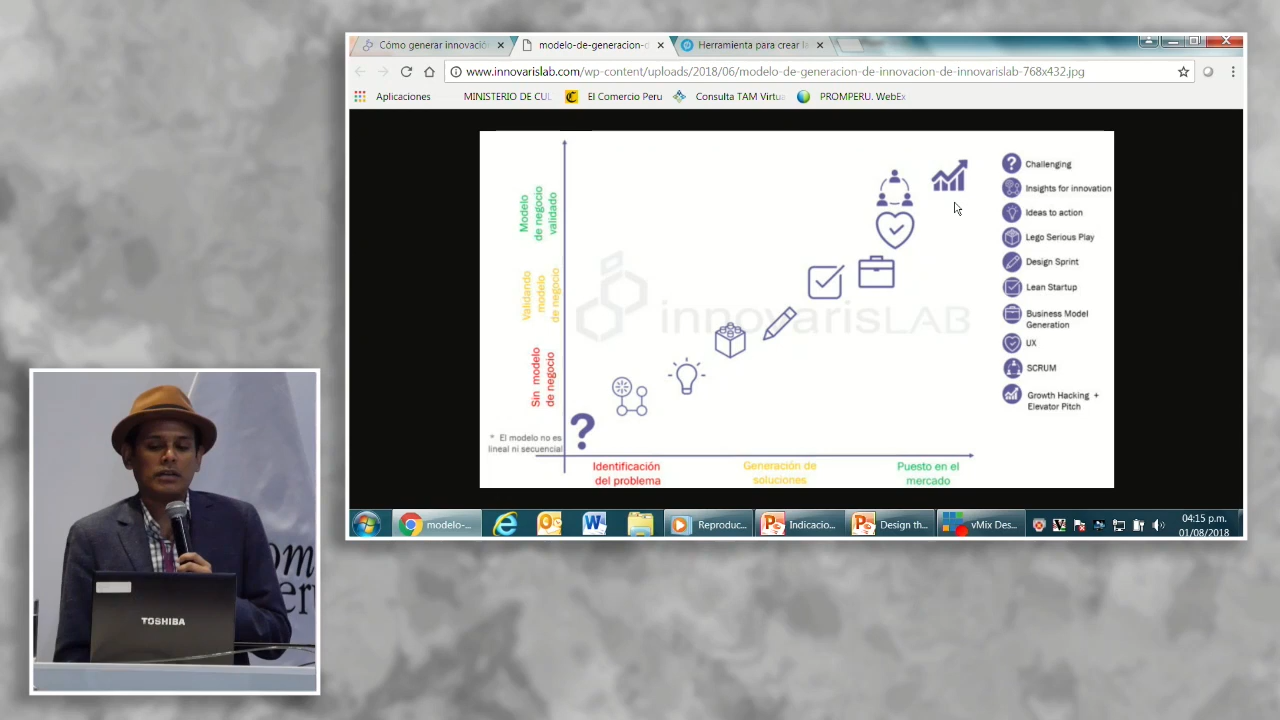 Cómo generar innovació
modelo-de-generacion-d
Herramienta para crear l
www.innovarislab.com/wp-content/uploads/2018/06/modelo-de-generacion-de-innovacion-de-innovarislab-768x432.jpg
Aplicaciones
MINISTERIO DE CUL
El Comercio Peru
Consulta TAM Virtua
PROMPERU. WebEx
Modelo
de negocio
validado
Validando
modelo
de negocio
Sin modelo
de negocio
* El modelo no es
lineal ni secuencial
innovarisLAB
Identificación
del problema
Generación de
soluciones
Puesto en el
mercado
Challenging
Insights for innovation
Ideas to action
Lego Serious Play
Design Sprint
Lean Startup
Business Model
Generation
UX
SCRUM
Growth Hacking +
Elevator Pitch
modelo-...
Reproduc...
Indicacio...
Design th...
vMix Des...
04:15 p.m.
01/08/2018
TOSHIBA
om
er